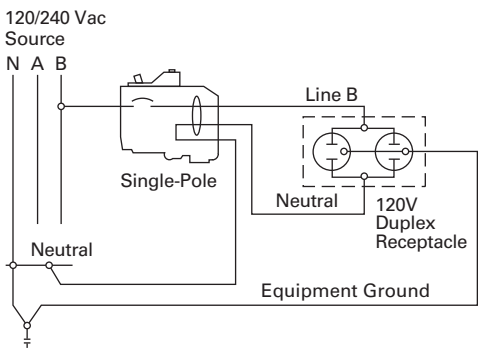 120/240 Vac
Source
N A B
Line B
Single-Pole
Neutral
120V
Duplex
Receptacle
Neutral
Equipment Ground